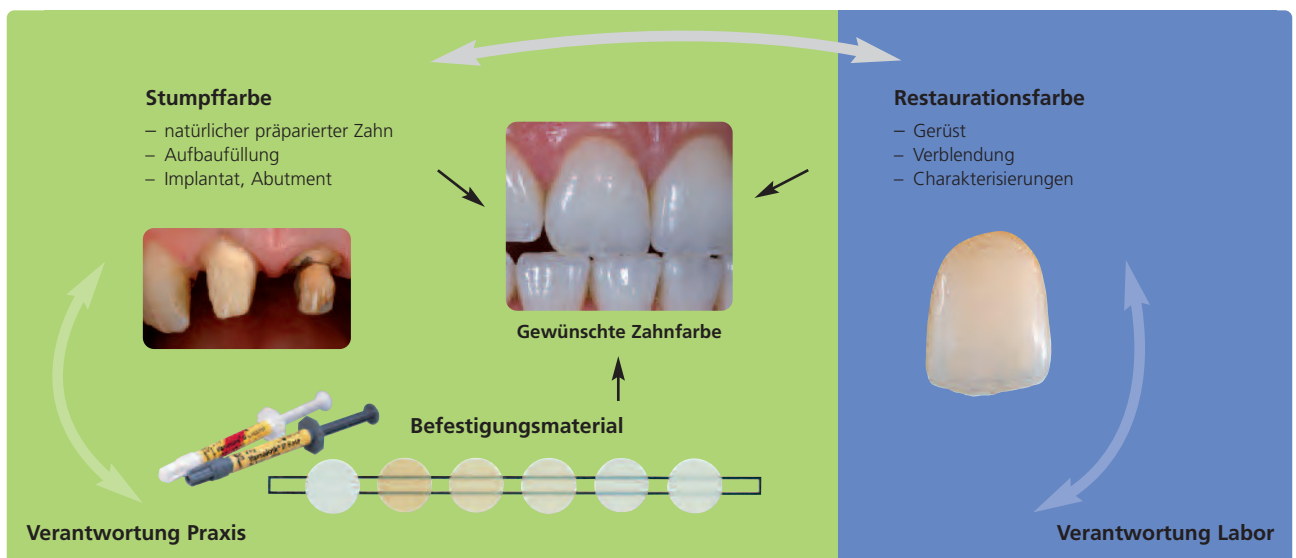 Stumpffarbe
– natürlicher präparierter Zahn
– Aufbaufüllung
– Implantat, Abutment
Restaurationsfarbe
– Gerüst
– Verblendung
– Charakterisierungen
Gewünschte Zahnfarbe
Befestigungsmaterial
Verantwortung Praxis
Verantwortung Labor